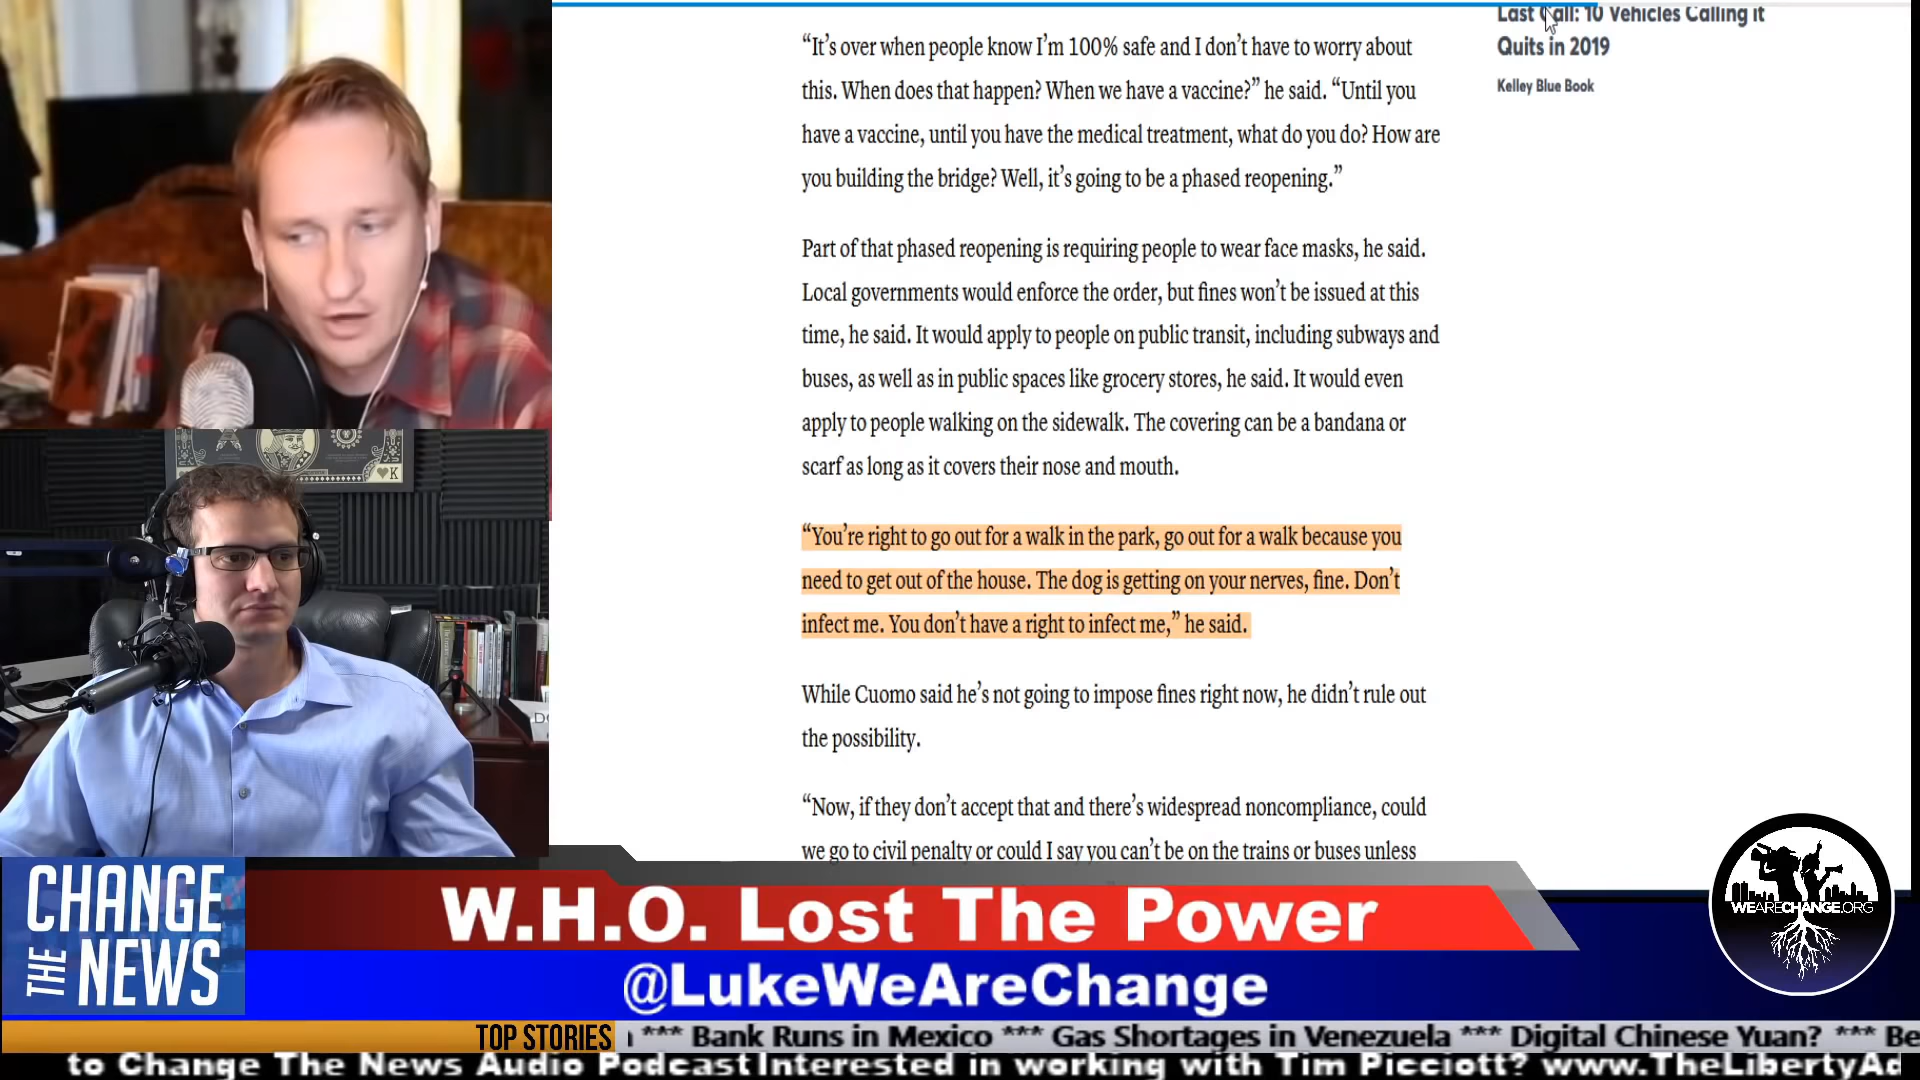 Last Call: 10 Vehicles Calling it
Quits in 2019
Kelley Blue Book
“It’s over when people know I’m 100% safe and I don’t have to worry about
this. When does that happen? When we have a vaccine?” he said. “Until you
have a vaccine, until you have the medical treatment, what do you do? How are
you building the bridge? Well, it’s going to be a phased reopening.”
Part of that phased reopening is requiring people to wear face masks, he said.
Local governments would enforce the order, but fines won’t be issued at this
time, he said. It would apply to people on public transit, including subways and
buses, as well as in public spaces like grocery stores, he said. It would even
apply to people walking on the sidewalk. The covering can be a bandana or
scarf as long as it covers their nose and mouth.
“You’re right to go out for a walk in the park, go out for a walk because you
need to get out of the house. The dog is getting on your nerves, fine. Don’t
infect me. You don’t have a right to infect me,” he said.
While Cuomo said he’s not going to impose fines right now, he didn’t rule out
the possibility.
“Now, if they don’t accept that and there’s widespread noncompliance, could
we go to civil penalty or could I say you can’t be on the trains or buses unless
K
CHANGE
THE NEWS
W.H.O. Lost The Power
@LukeWeAreChange
WEARECHANGE.ORG
TOP STORIES
*** Bank Runs in Mexico *** Gas Shortages in Venezuela *** Digital Chinese Yuan? *** Be
to Change The News Audio Podcast Interested in working with Tim Picciott? www.TheLibertyAd